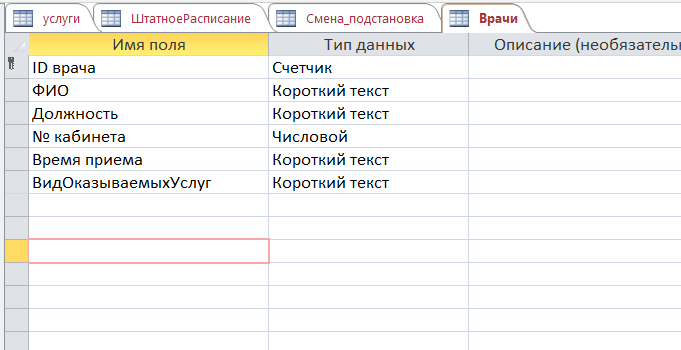 услуги ШтатноеРасписание Смена_подстановка Врачи
Имя поля Тип данных Описание (необязатель
ID врача Счетчик
ФИО Короткий текст
Должность Короткий текст
№ кабинета Числовой
Время приема Короткий текст
ВидОказываемыхУслуг Короткий текст